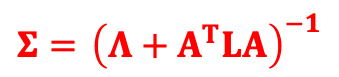 𝚺 = (𝚲 + 𝐀ᵀ𝐋𝐀)⁻¹